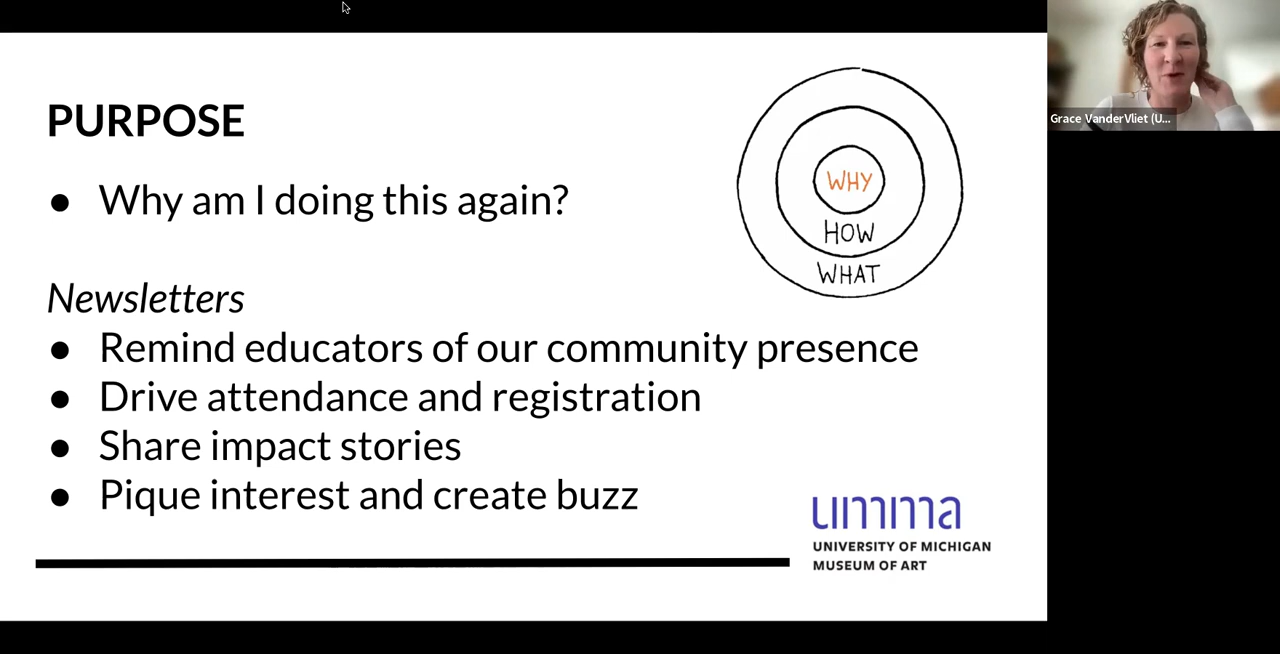 PURPOSE
● Why am I doing this again?
Newsletters
● Remind educators of our community presence
● Drive attendance and registration
● Share impact stories
● Pique interest and create buzz
WHY
HOW
WHAT
umma
UNIVERSITY OF MICHIGAN
MUSEUM OF ART
Grace VanderVliet (U...